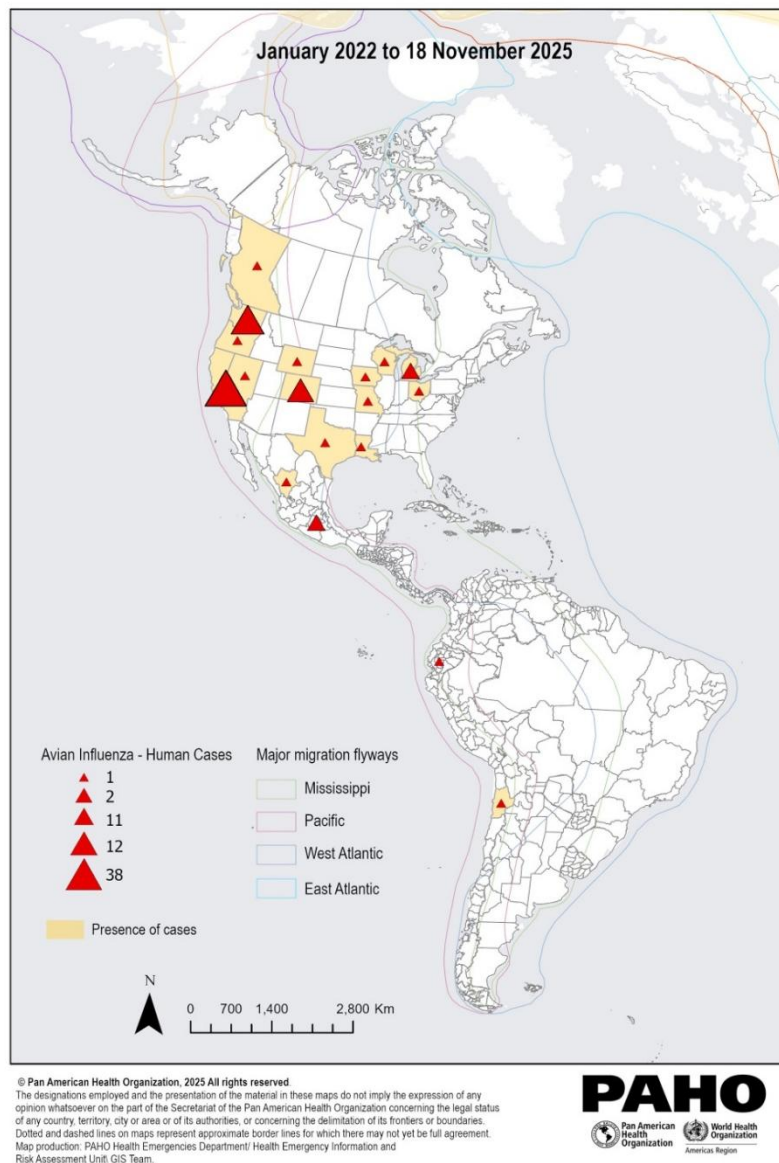 January 2022 to 18 November 2025
Avian Influenza - Human Cases
1
2
11
12
38
Presence of cases
Major migration flyways
Mississippi
Pacific
West Atlantic
East Atlantic
N
0 700 1,400 2,800 Km
© Pan American Health Organization, 2025 All rights reserved.
The designations employed and the presentation of the material in these maps do not imply the expression of any
opinion whatsoever on the part of the Secretariat of the Pan American Health Organization concerning the legal status
of any country, territory, city or area or of its authorities, or concerning the delimitation of its frontiers or boundaries.
Dotted and dashed lines on maps represent approximate border lines for which there may not yet be full agreement.
Map production: PAHO Health Emergencies Department/ Health Emergency Information and
Risk Assessment Unit\ GIS Team.
PAHO
Pan American
Health
Organization
World Health
Organization
Americas Region